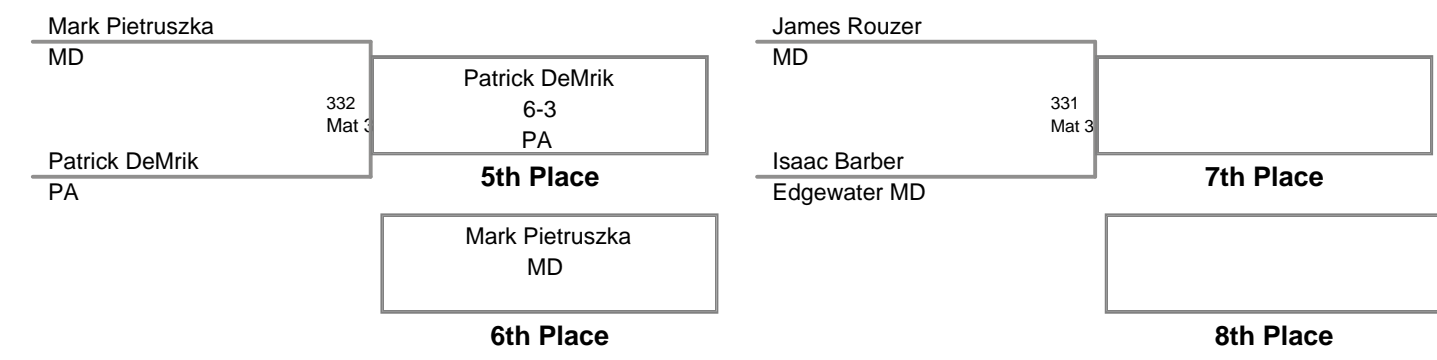 Mark Pietruszka
MD
332
Mat 3
Patrick DeMrik
PA
Patrick DeMrik
6-3
PA
5th Place
Mark Pietruszka
MD
6th Place
James Rouzer
MD
331
Mat 3
Isaac Barber
Edgewater MD
7th Place
8th Place